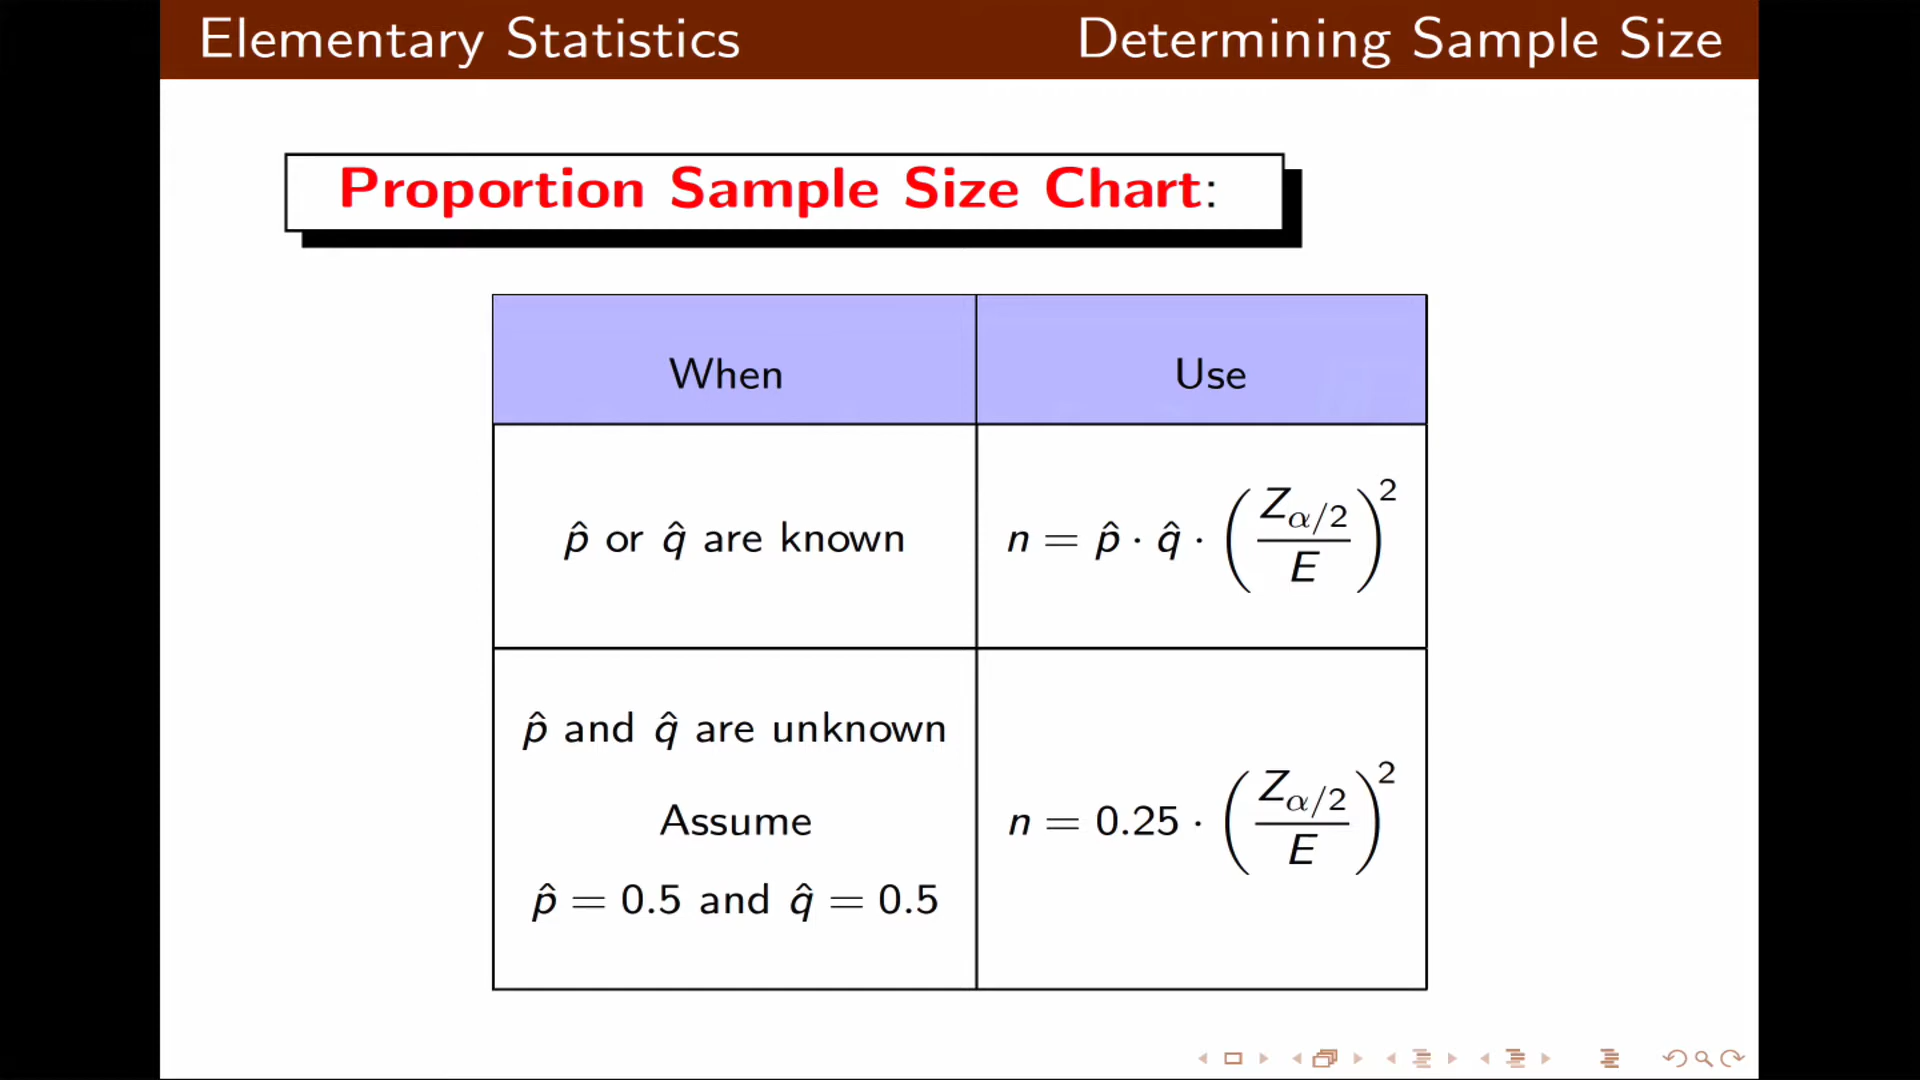 Elementary Statistics
Determining Sample Size
Proportion Sample Size Chart:
When
Use
p̂ or q̂ are known
n = p̂ · q̂ · (Z_{α/2} / E)²
p̂ and q̂ are unknown
Assume
p̂ = 0.5 and q̂ = 0.5
n = 0.25 · (Z_{α/2} / E)²